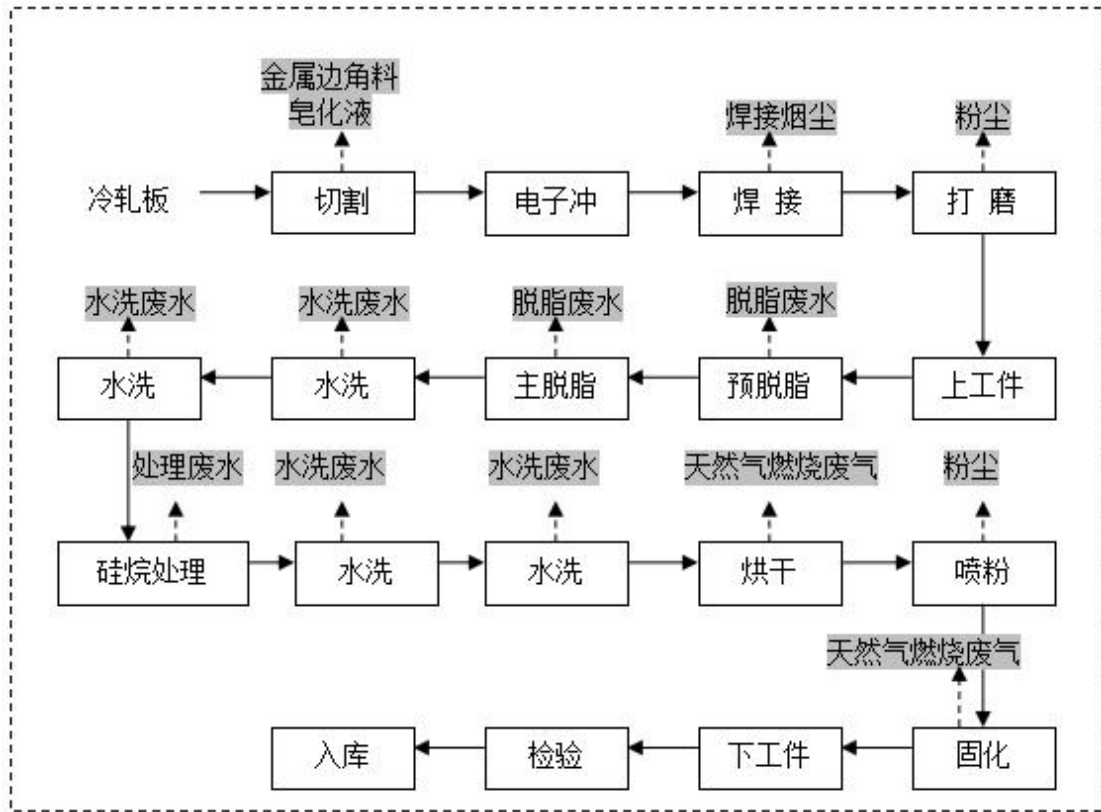 金属边角料
皂化液
焊接烟尘
粉尘
冷轧板
切割
电子冲
焊 接
打 磨
水洗废水
水洗废水
脱脂废水
脱脂废水
水洗
水洗
主脱脂
预脱脂
上工件
处理废水
水洗废水
水洗废水
天然气燃烧废气
粉尘
硅烷处理
水洗
水洗
烘干
喷粉
天然气燃烧废气
入库
检验
下工件
固化